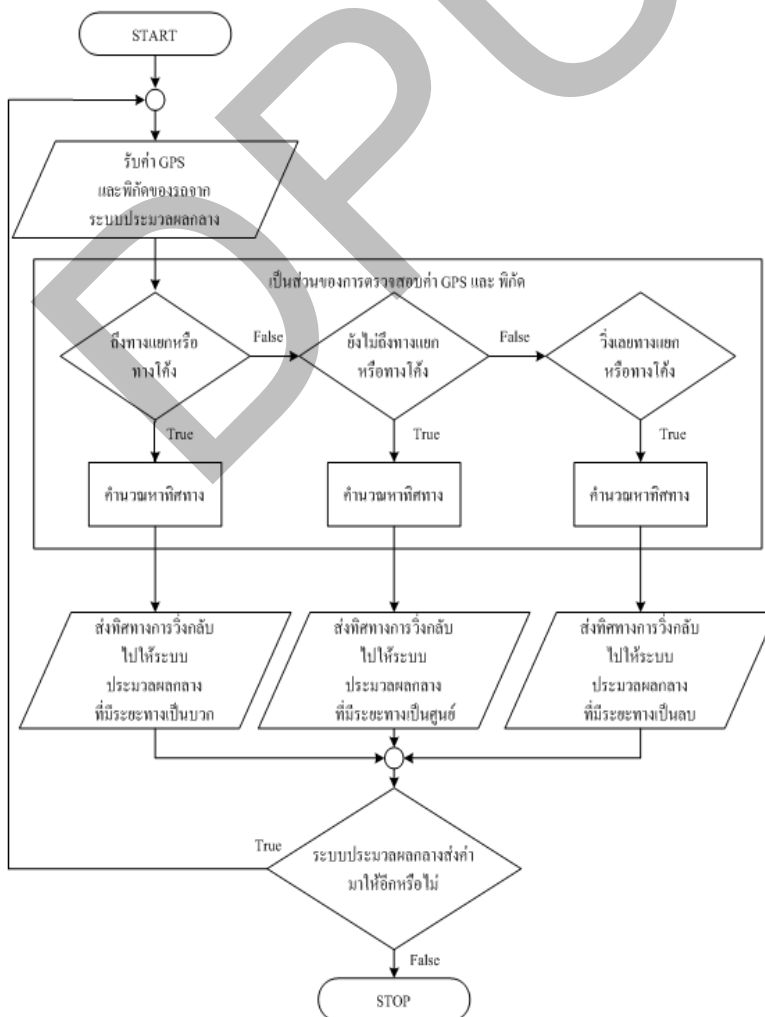 START
รับค่า GPS
และพิกัดของรถจาก
ระบบประมวลผลกลาง
เป็นส่วนของการตรวจสอบค่า GPS และ พิกัด
ถึงทางแยกหรือ
ทางโค้ง
False
ยังไม่ถึงทางแยก
หรือทางโค้ง
False
วิ่งเลยทางแยก
หรือทางโค้ง
True
True
True
คำนวณหาทิศทาง
คำนวณหาทิศทาง
คำนวณหาทิศทาง
ส่งทิศทางการวิ่งกลับ
ไปให้ระบบ
ประมวลผลกลาง
ที่มีระยะทางเป็นบวก
ส่งทิศทางการวิ่งกลับ
ไปให้ระบบ
ประมวลผลกลาง
ที่มีระยะทางเป็นศูนย์
ส่งทิศทางการวิ่งกลับ
ไปให้ระบบ
ประมวลผลกลาง
ที่มีระยะทางเป็นลบ
True
ระบบประมวลผลกลางส่งค่า
มาให้อีกหรือไม่
False
STOP
DPU